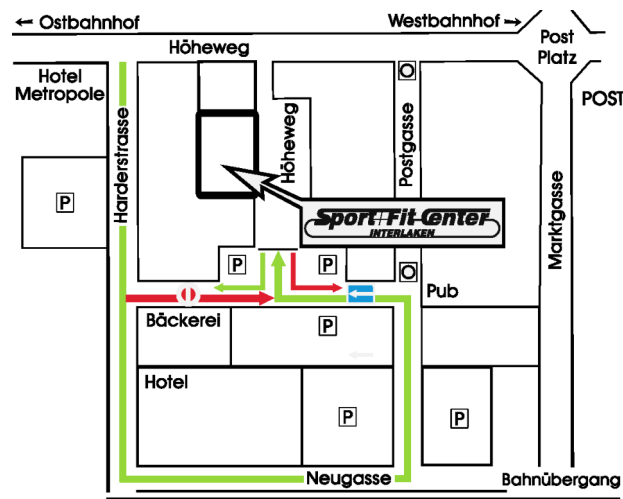 ← Ostbahnhof
Westbahnhof →
Höheweg
Post
Platz
Hotel
Metropole
POST
Harderstrasse
Höheweg
Postgasse
Marktgasse
P
Sport+Fit Center
INTERLAKEN
P
P
Pub
Bäckerei
P
Hotel
P
P
Neugasse
Bahnübergang